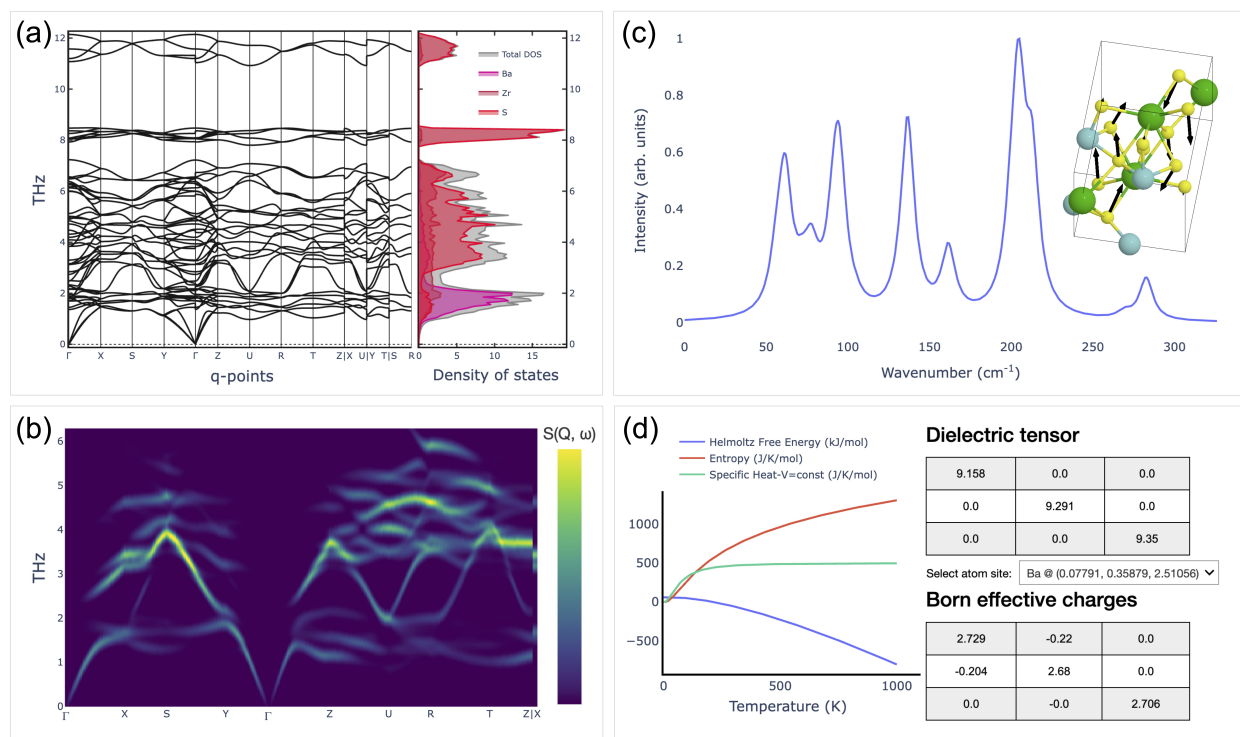 (a)
THz
12
10
8
6
4
2
0
Γ X S Y Γ Z U R T Z|X U|Y T|S R
q-points
Total DOS
Ba
Zr
S
12
10
8
6
4
2
0
0 5 10 15
Density of states
(b)
S(Q, ω)
THz
6
5
4
3
2
1
0
Γ X S Y Γ Z U R T Z|X
(c)
Intensity (arb. units)
1
0.8
0.6
0.4
0.2
0
0 50 100 150 200 250 300
Wavenumber (cm⁻¹)
(d)
Helmoltz Free Energy (kJ/mol)
Entropy (J/K/mol)
Specific Heat-V=const (J/K/mol)
1000
500
0
−500
0 500 1000
Temperature (K)
Dielectric tensor
9.158 0.0 0.0
0.0 9.291 0.0
0.0 0.0 9.35
Select atom site: Ba @ (0.07791, 0.35879, 2.51056)
Born effective charges
2.729 -0.22 0.0
-0.204 2.68 0.0
0.0 -0.0 2.706